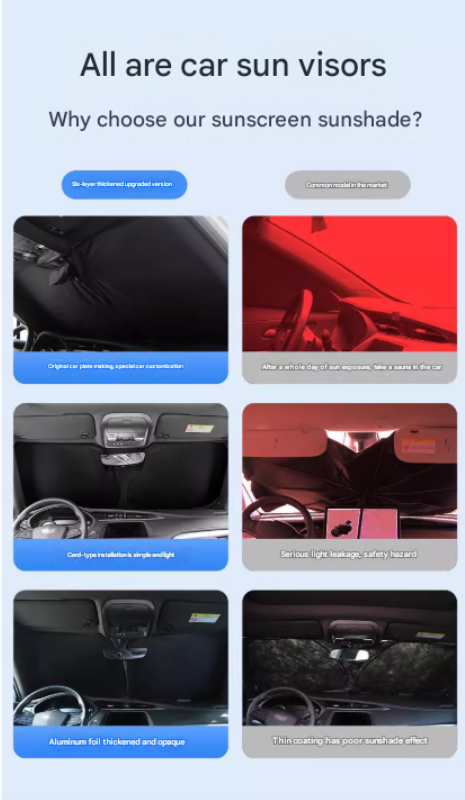 All are car sun visors
Why choose our sunscreen sunshade?
Six-layer thickened upgraded version
Common model in the market
Original car plate making, special car customization
After a whole day of sun exposure, take a sauna in the car
Card-type installation is simple and light
Serious light leakage, safety hazard
Aluminum foil thickened and opaque
Thin coating has poor sunshade effect